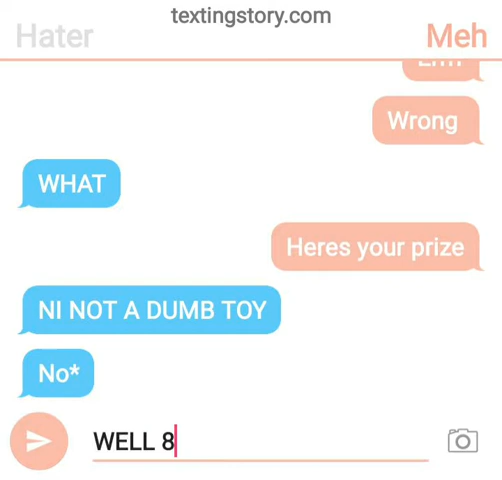 textingstory.com
Hater
Meh
Wrong
WHAT
Heres your prize
NI NOT A DUMB TOY
No*
WELL 8